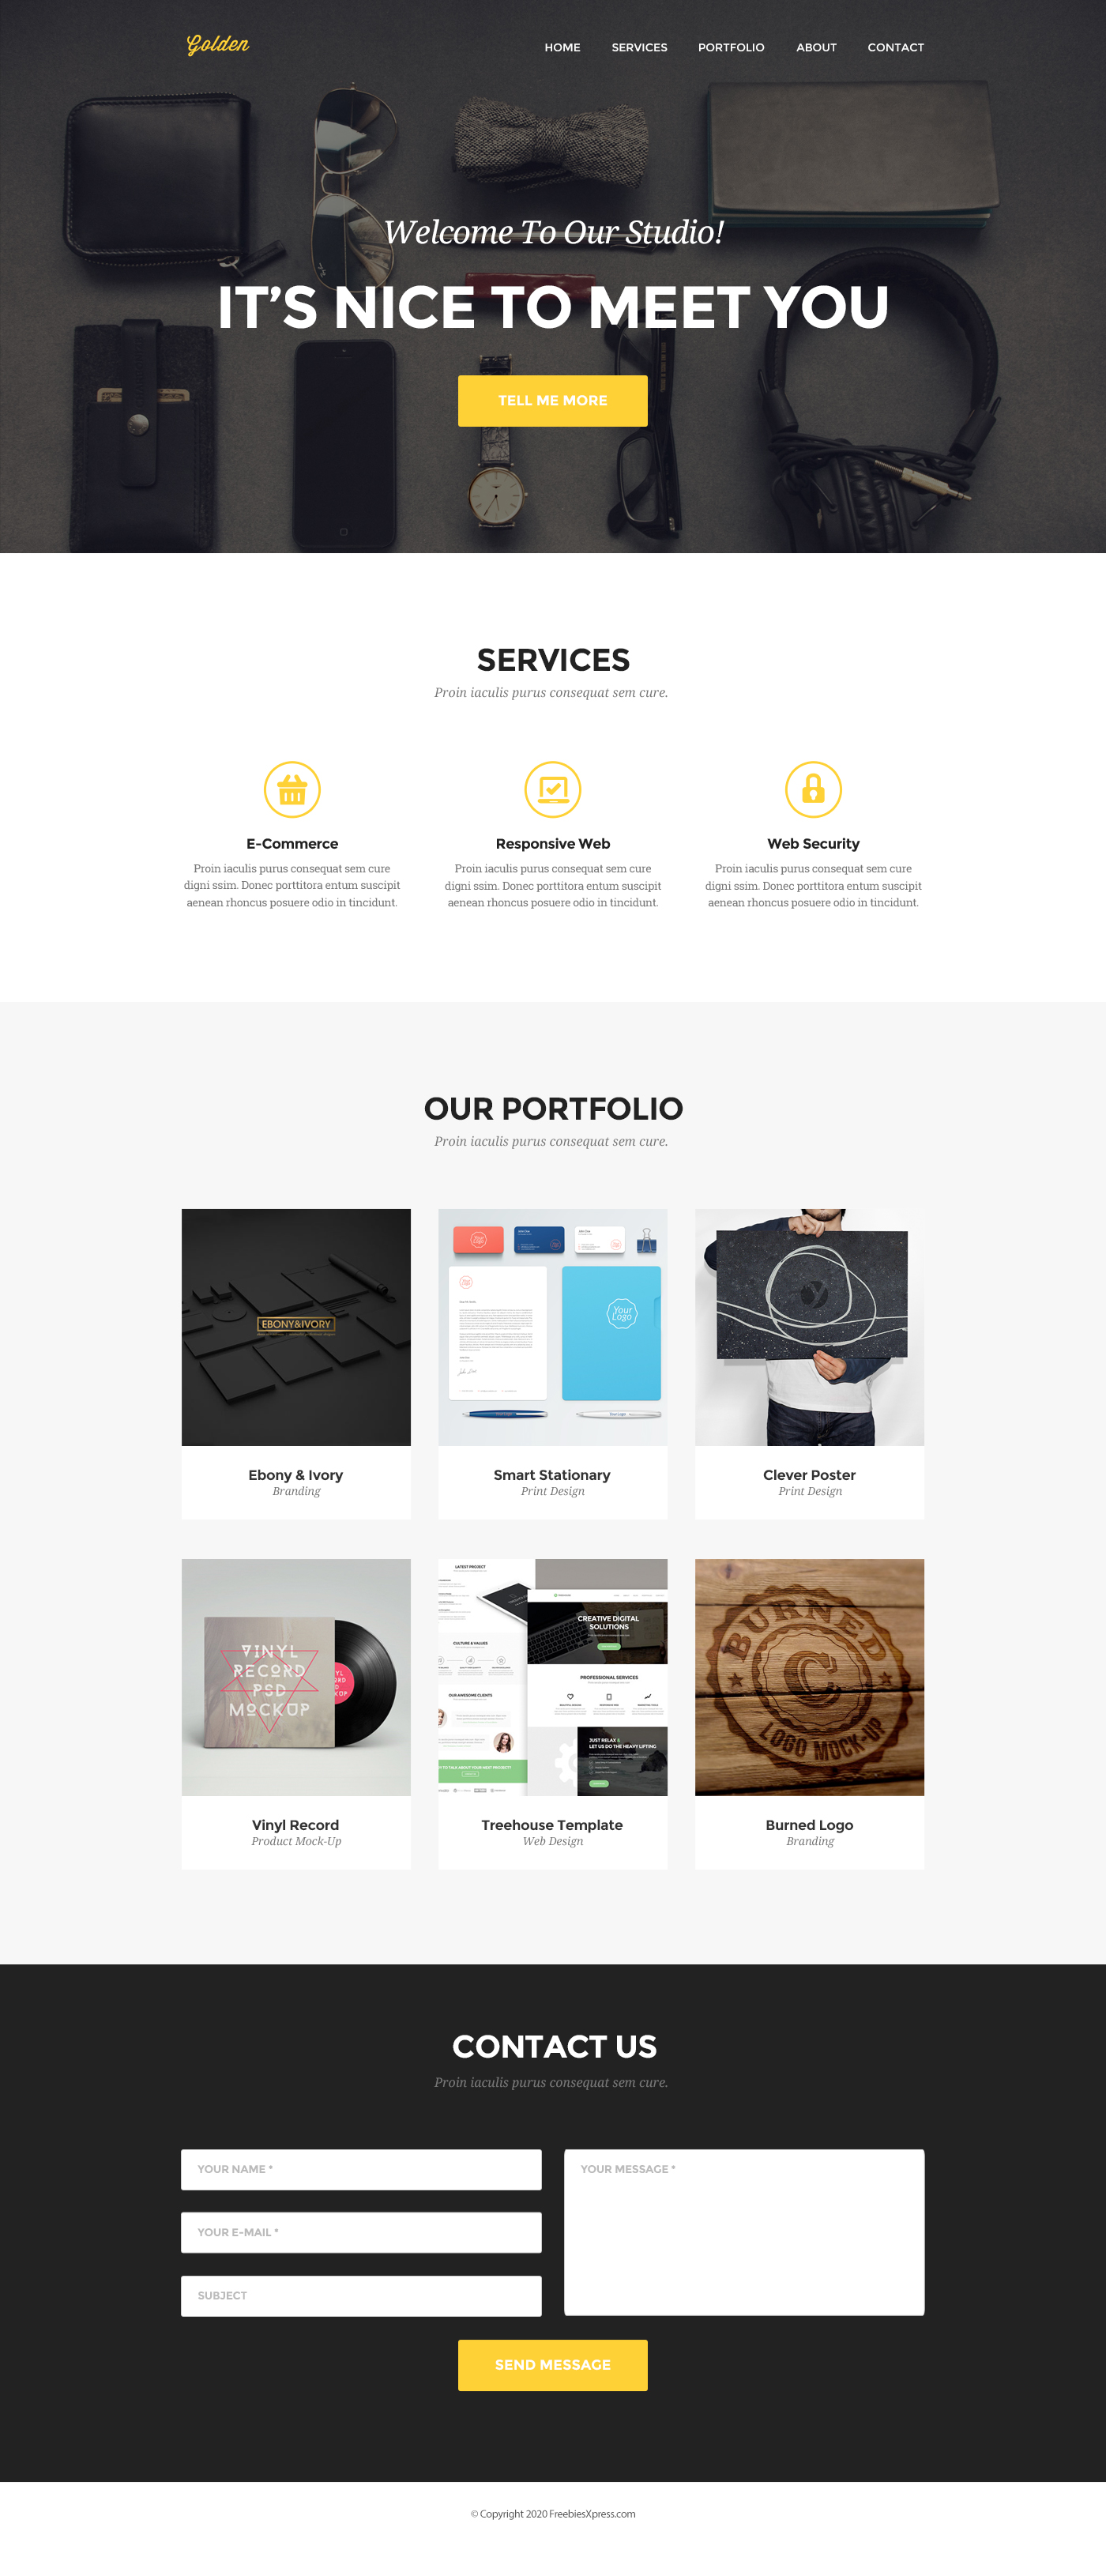 Golden
HOME SERVICES PORTFOLIO ABOUT CONTACT
Welcome To Our Studio!
IT'S NICE TO MEET YOU
TELL ME MORE
SERVICES
Proin iaculis purus consequat sem cure.
E-Commerce
Proin iaculis purus consequat sem cure
digni ssim. Donec porttitora entum suscipit
aenean rhoncus posuere odio in tincidunt.
Responsive Web
Proin iaculis purus consequat sem cure
digni ssim. Donec porttitora entum suscipit
aenean rhoncus posuere odio in tincidunt.
Web Security
Proin iaculis purus consequat sem cure
digni ssim. Donec porttitora entum suscipit
aenean rhoncus posuere odio in tincidunt.
OUR PORTFOLIO
Proin iaculis purus consequat sem cure.
EBONY&IVORY
Ebony & Ivory
Branding
Your
Logo
Smart Stationary
Print Design
Clever Poster
Print Design
VINYL
RECORD
PSD
MOCKUP
Vinyl Record
Product Mock-Up
LATEST PROJECT
CREATIVE DIGITAL
SOLUTIONS
CULTURE & VALUES
PROFESSIONAL SERVICES
OUR AWESOME CLIENTS
JUST RELAX &
LET US DO THE HEAVY LIFTING
TO TALK ABOUT YOUR NEXT PROJECT?
Treehouse Template
Web Design
LOGO MOCK-UP
Burned Logo
Branding
CONTACT US
Proin iaculis purus consequat sem cure.
YOUR NAME *
YOUR E-MAIL *
SUBJECT
YOUR MESSAGE *
SEND MESSAGE
© Copyright 2020 FreebiesXpress.com